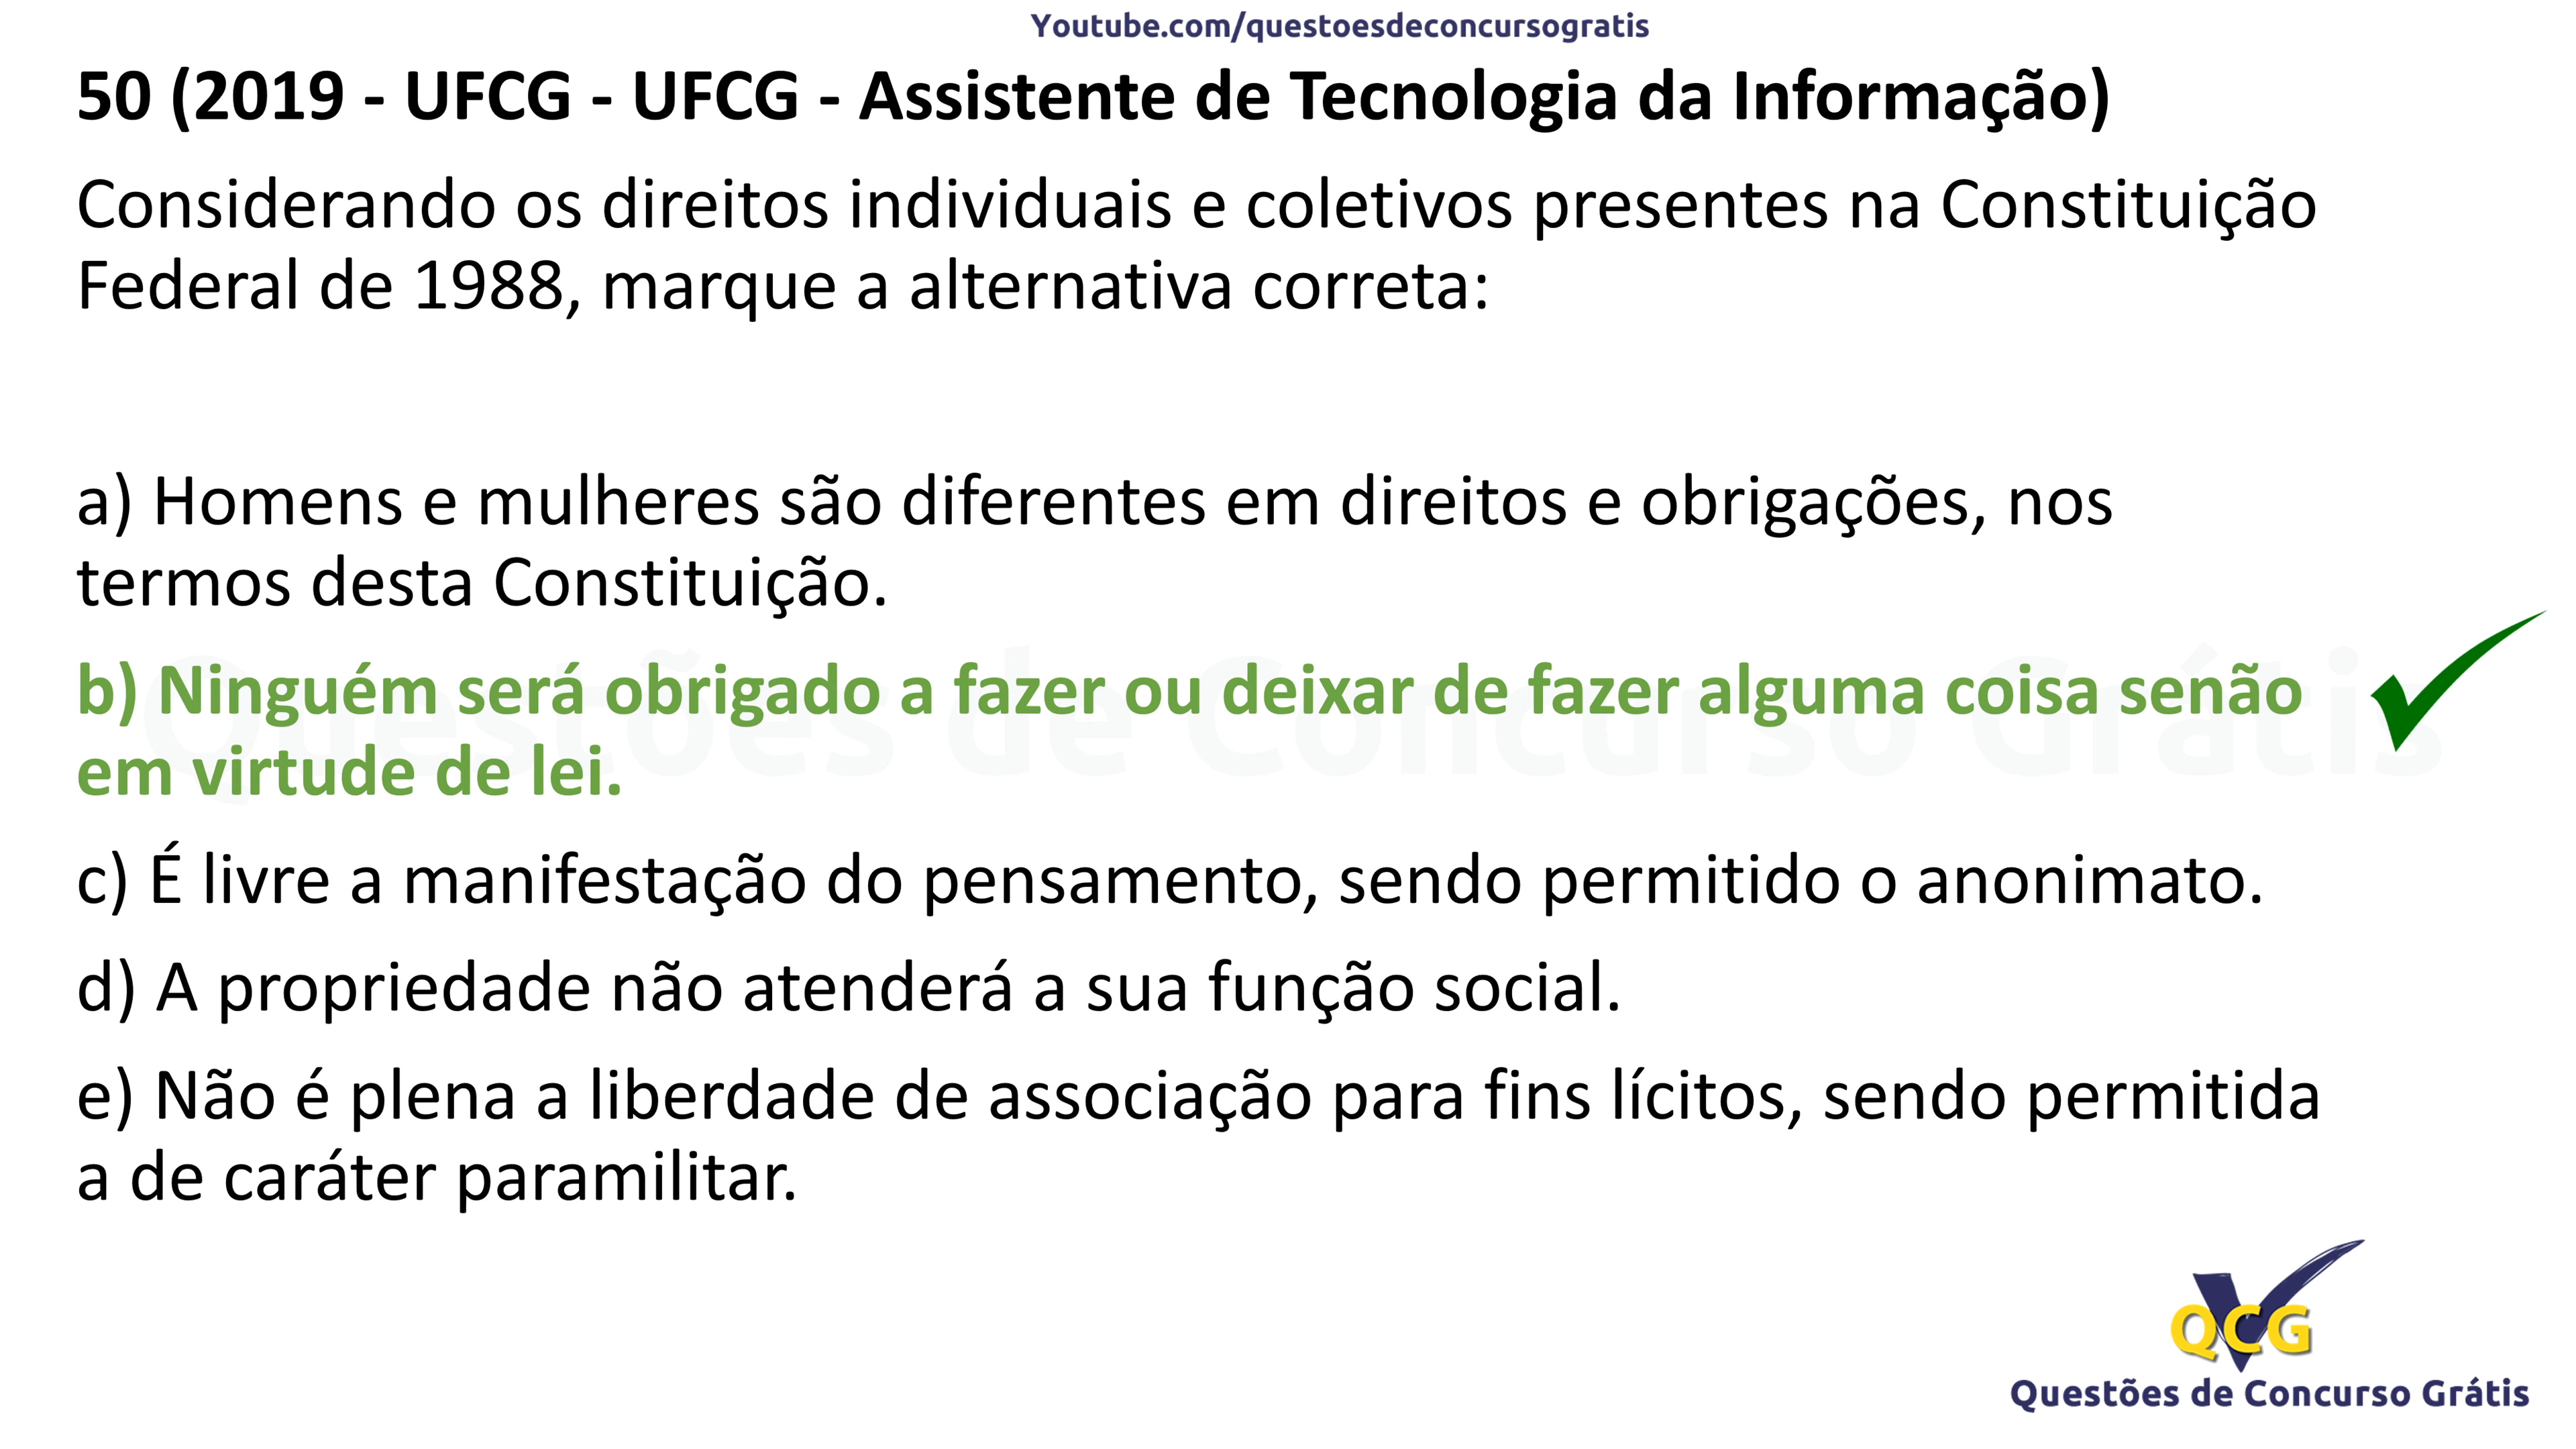 Youtube.com/questoesdeconcursogratis
50 (2019 - UFCG - UFCG - Assistente de Tecnologia da Informação)
Considerando os direitos individuais e coletivos presentes na Constituição
Federal de 1988, marque a alternativa correta:
a) Homens e mulheres são diferentes em direitos e obrigações, nos
termos desta Constituição.
Questões de Concurso Grátis
b) Ninguém será obrigado a fazer ou deixar de fazer alguma coisa senão
em virtude de lei.
c) É livre a manifestação do pensamento, sendo permitido o anonimato.
d) A propriedade não atenderá a sua função social.
e) Não é plena a liberdade de associação para fins lícitos, sendo permitida
a de caráter paramilitar.
QCG
Questões de Concurso Grátis